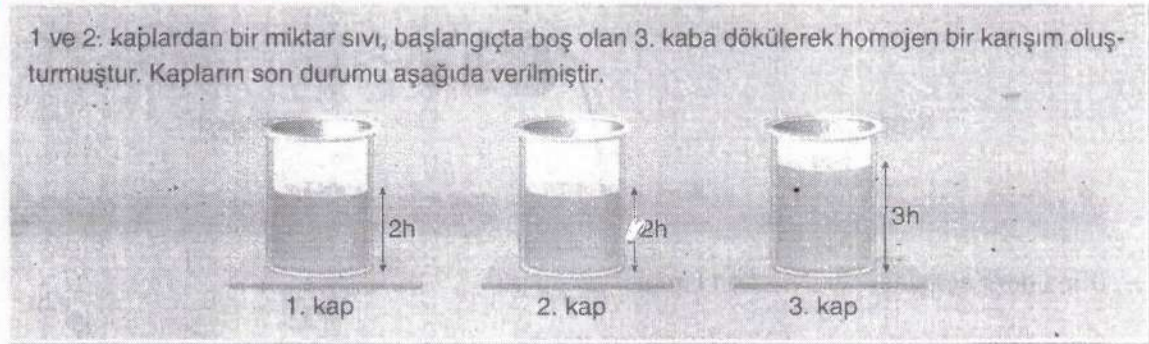 1 ve 2: kaplardan bir miktar sıvı, başlangıçta boş olan 3. kaba dökülerek homojen bir karışım oluş-
turmuştur. Kapların son durumu aşağıda verilmiştir.
2h
2h
3h
1. kap
2. kap
3. kap